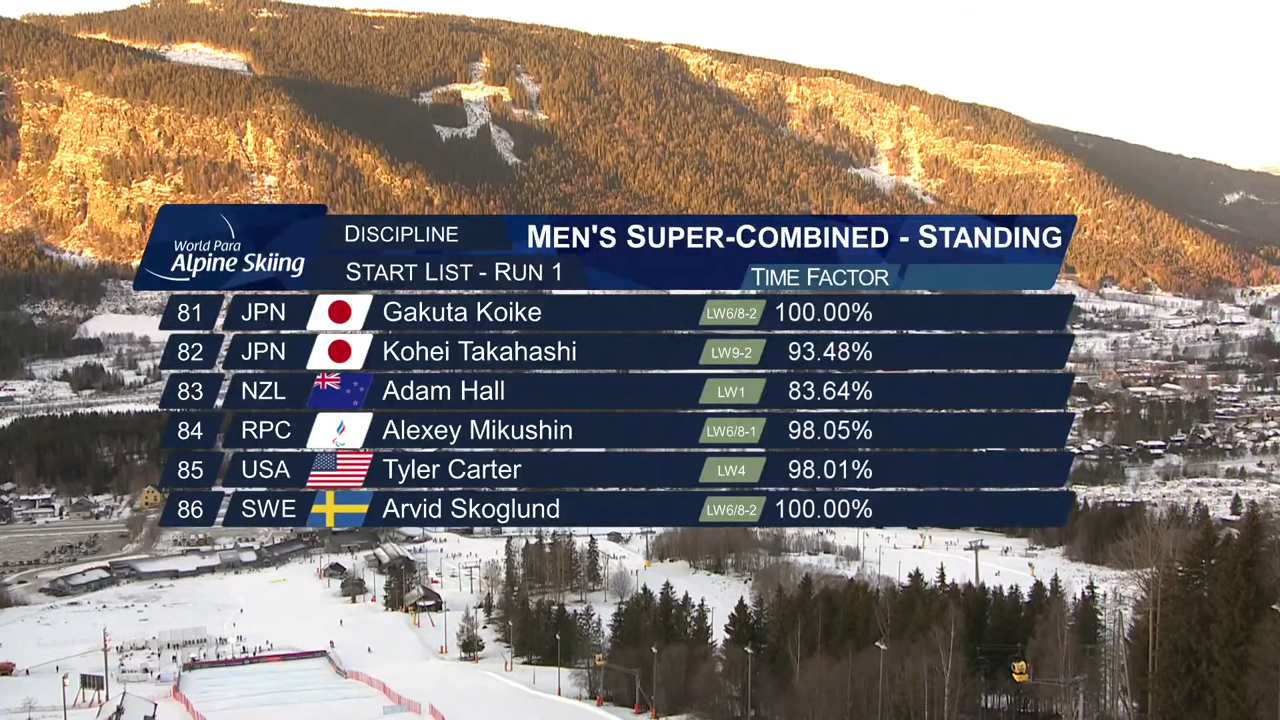 World Para
Alpine Skiing
DISCIPLINE MEN'S SUPER-COMBINED - STANDING
START LIST - RUN 1 TIME FACTOR
81 JPN Gakuta Koike LW6/8-2 100.00%
82 JPN Kohei Takahashi LW9-2 93.48%
83 NZL Adam Hall LW1 83.64%
84 RPC Alexey Mikushin LW6/8-1 98.05%
85 USA Tyler Carter LW4 98.01%
86 SWE Arvid Skoglund LW6/8-2 100.00%